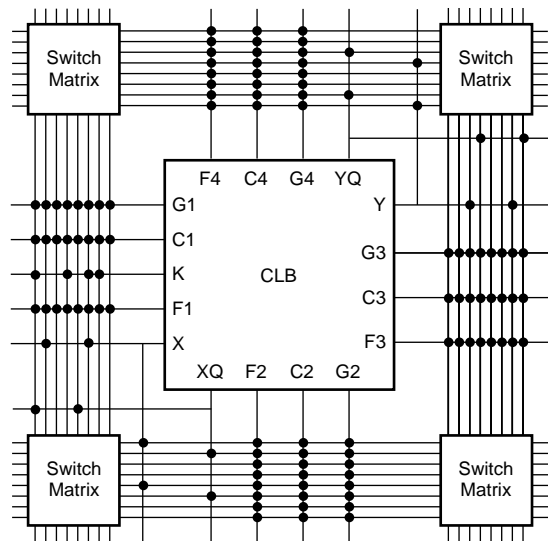 Switch
Matrix
Switch
Matrix
F4 C4 G4 YQ
G1 Y
C1 G3
K CLB
C3
F1
X F3
XQ F2 C2 G2
Switch
Matrix
Switch
Matrix